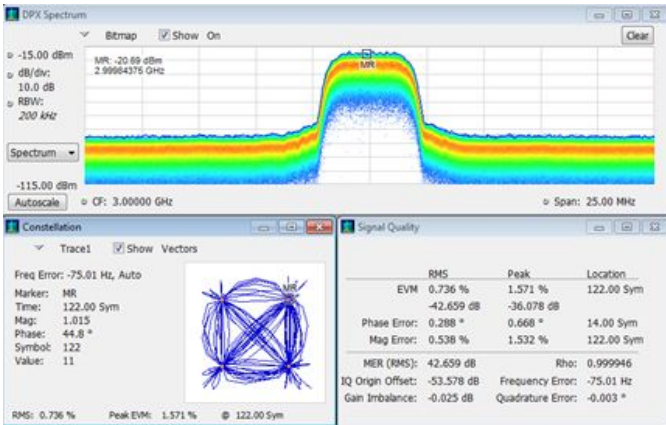 DPX Spectrum
Bitmap Show On Clear
-15.00 dBm
dB/div:
10.0 dB
RBW:
200 kHz
MR: -20.69 dBm
2.99984375 GHz
MR
Spectrum
-115.00 dBm
Autoscale CF: 3.00000 GHz Span: 25.00 MHz
Constellation
Trace1 Show Vectors
Freq Error: -75.01 Hz, Auto
Marker: MR
Time: 122.00 Sym
Mag: 1.015
Phase: 44.8 °
Symbol: 122
Value: 11
MR
RMS: 0.736 % Peak EVM: 1.571 % @ 122.00 Sym
Signal Quality
RMS Peak Location
EVM 0.736 % 1.571 % 122.00 Sym
-42.659 dB -36.078 dB
Phase Error: 0.288 ° 0.668 ° 14.00 Sym
Mag Error: 0.538 % 1.532 % 122.00 Sym
MER (RMS): 42.659 dB Rho: 0.999946
IQ Origin Offset: -53.578 dB Frequency Error: -75.01 Hz
Gain Imbalance: -0.025 dB Quadrature Error: -0.003 °